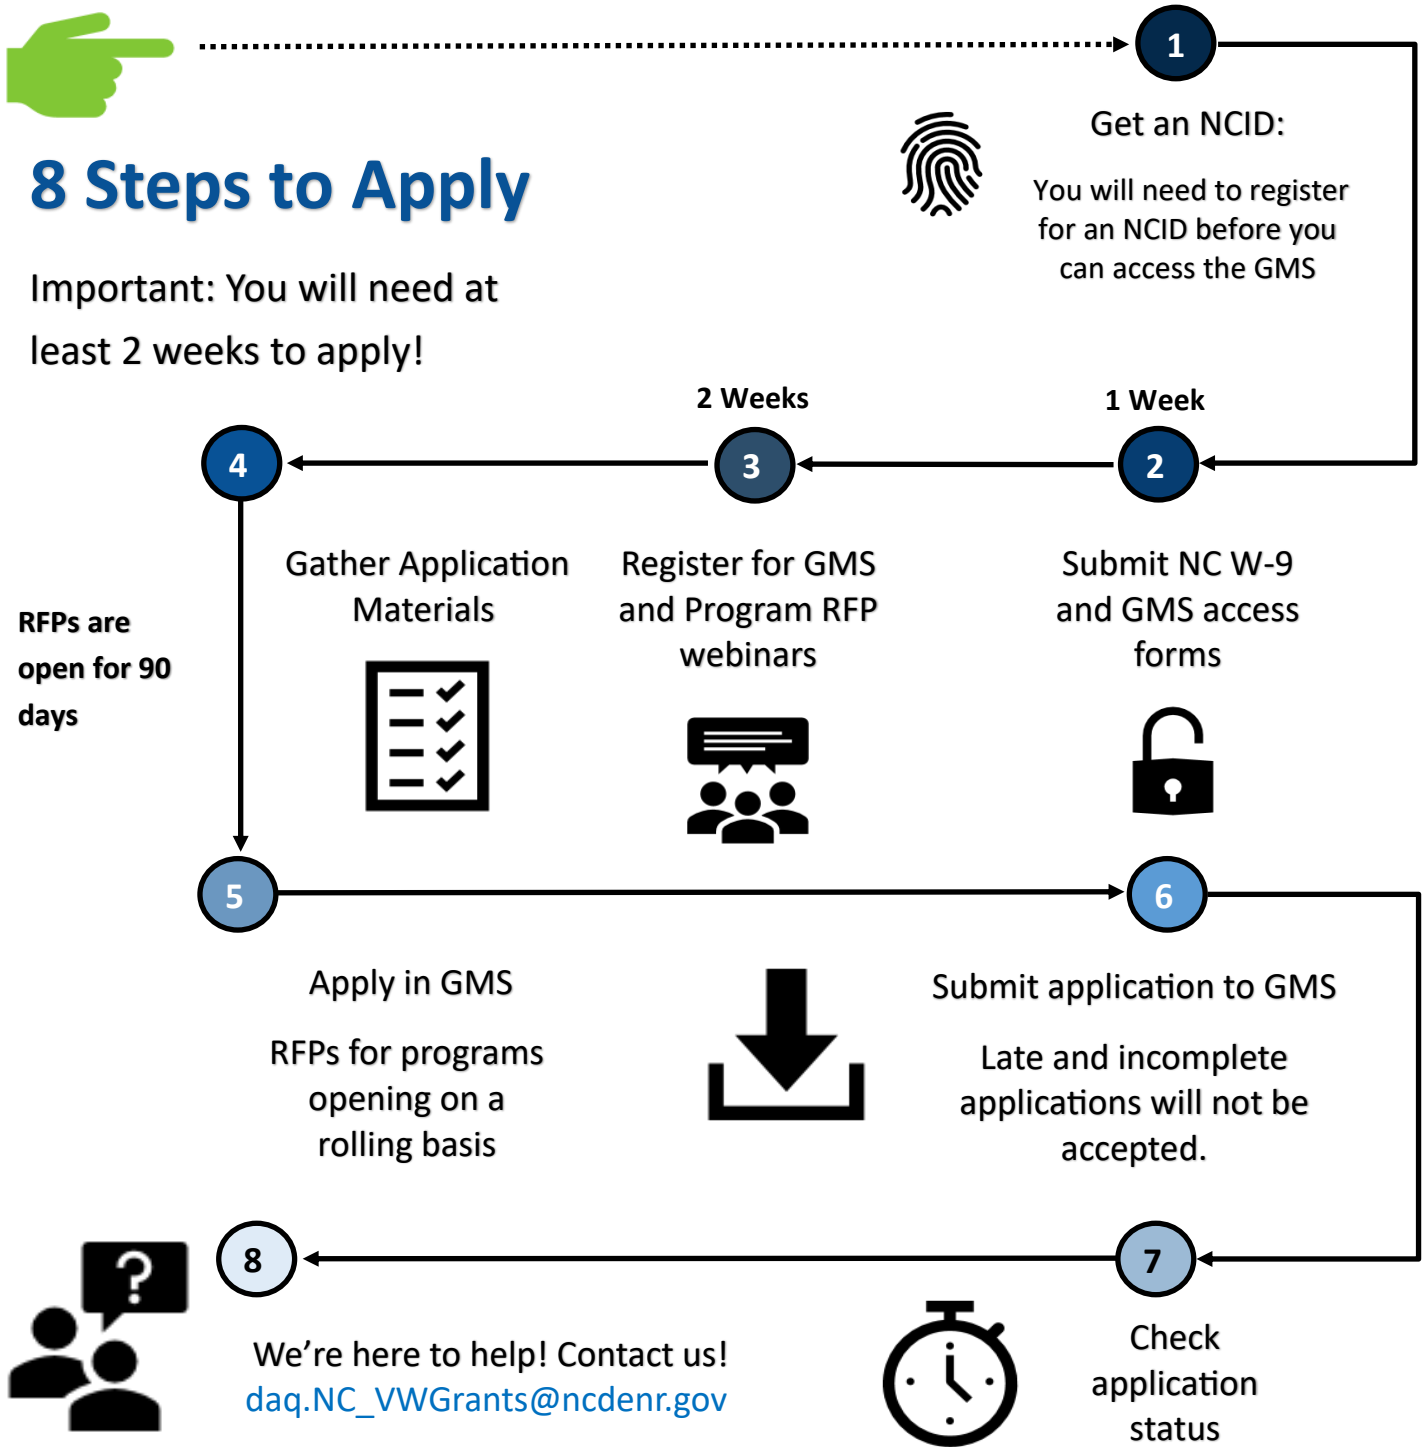 1
Get an NCID:
You will need to register
for an NCID before you
can access the GMS
8 Steps to Apply
Important: You will need at
least 2 weeks to apply!
1 Week
2
Submit NC W-9
and GMS access
forms
2 Weeks
3
Register for GMS
and Program RFP
webinars
4
Gather Application
Materials
RFPs are
open for 90
days
5
Apply in GMS
RFPs for programs
opening on a
rolling basis
6
Submit application to GMS
Late and incomplete
applications will not be
accepted.
7
Check
application
status
8
?
We're here to help! Contact us!
daq.NC_VWGrants@ncdenr.gov